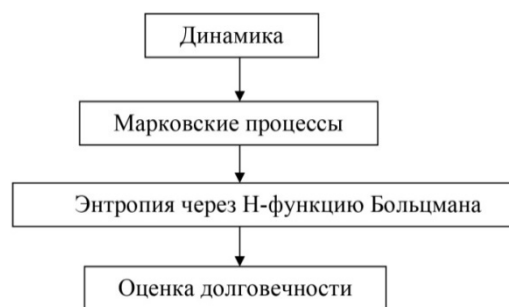 Динамика
Марковские процессы
Энтропия через Н-функцию Больцмана
Оценка долговечности